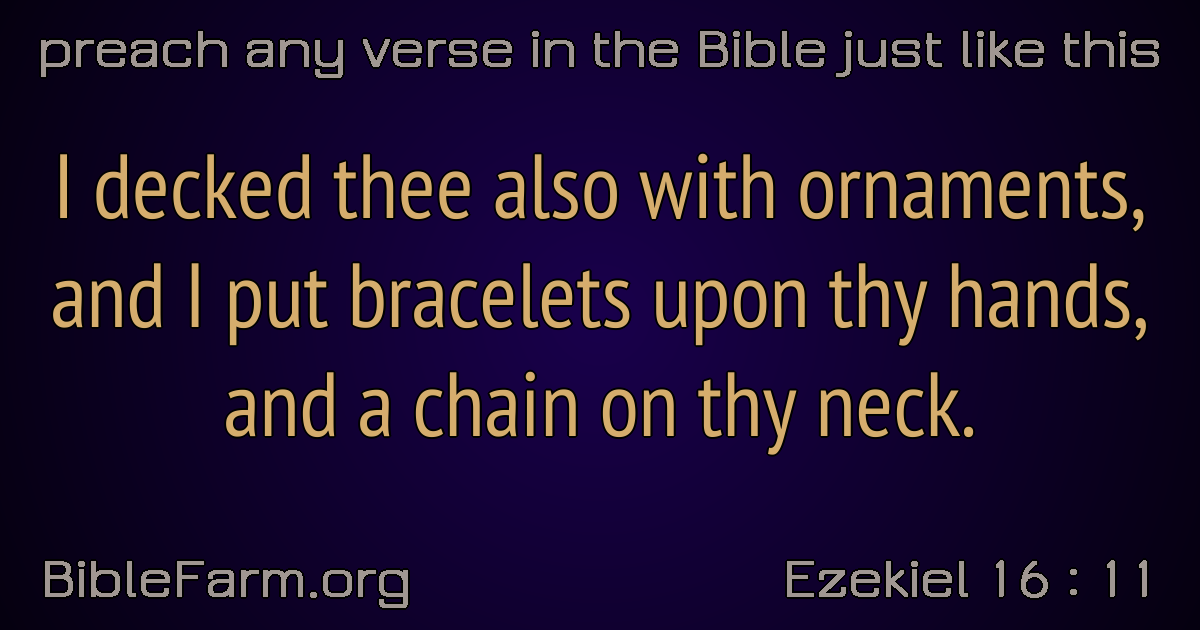 preach any verse in the Bible just like this
I decked thee also with ornaments,
and I put bracelets upon thy hands,
and a chain on thy neck.
BibleFarm.org
Ezekiel 16 : 11